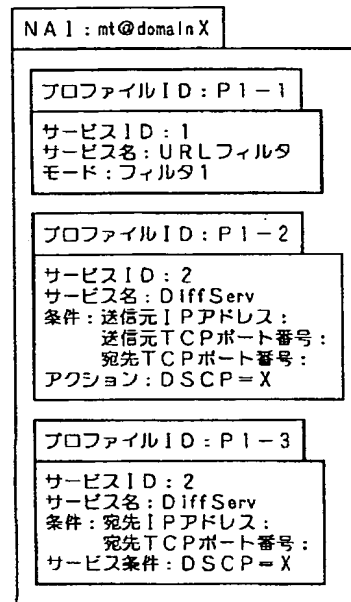 NAI：mt@domainX
プロファイルID：P1－1
サービスID：1
サービス名：URLフィルタ
モード：フィルタ1
プロファイルID：P1－2
サービスID：2
サービス名：DiffServ
条件：送信元IPアドレス：
送信元TCPポート番号：
宛先TCPポート番号：
アクション：DSCP＝X
プロファイルID：P1－3
サービスID：2
サービス名：DiffServ
条件：宛先IPアドレス：
宛先TCPポート番号：
サービス条件：DSCP＝X